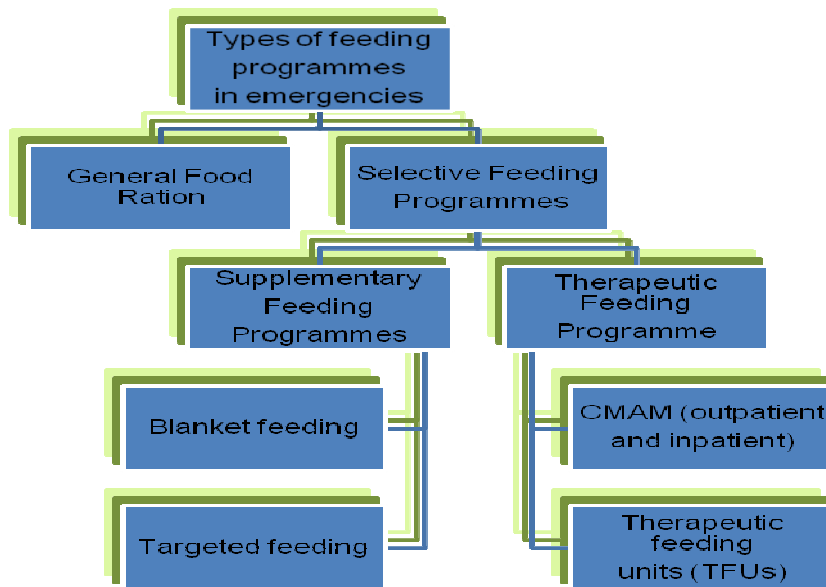 Types of feeding
programmes
in emergencies
General Food
Ration
Selective Feeding
Programmes
Supplementary
Feeding
Programmes
Therapeutic
Feeding
Programme
Blanket feeding
CMAM (outpatient
and inpatient)
Targeted feeding
Therapeutic
feeding
units (TFUs)